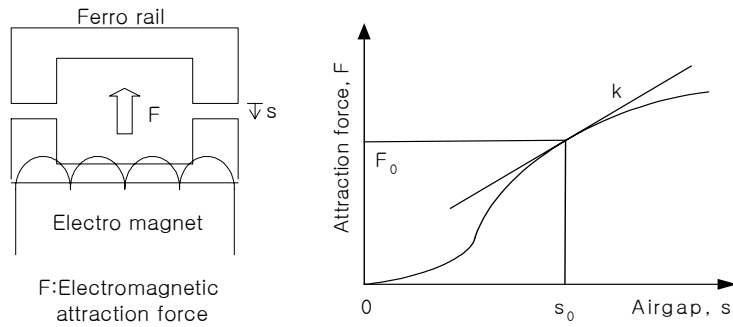 Ferro rail
F
s
Electro magnet
F:Electromagnetic
attraction force
Attraction force, F
k
F0
0
s0
Airgap, s